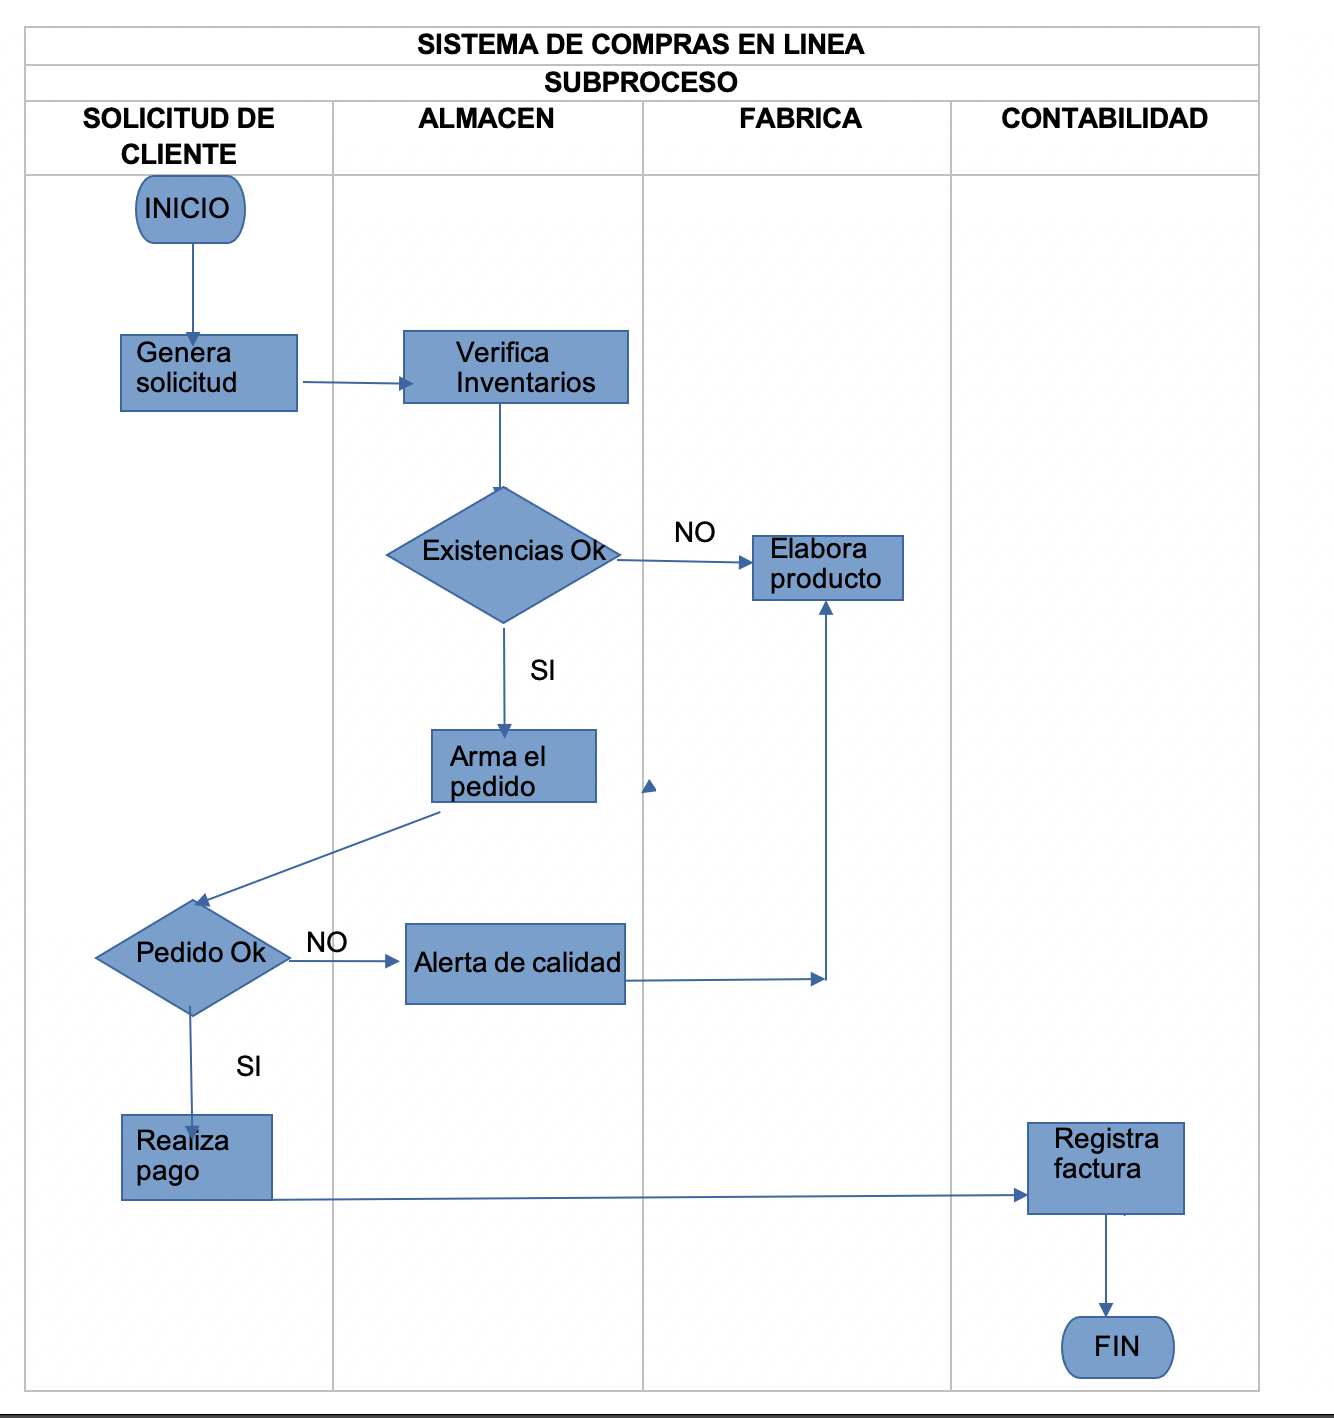 SISTEMA DE COMPRAS EN LINEA
SUBPROCESO
SOLICITUD DE
CLIENTE
ALMACEN
FABRICA
CONTABILIDAD
INICIO
Genera
solicitud
Verifica
Inventarios
Existencias Ok
NO
Elabora
producto
SI
Arma el
pedido
Pedido Ok
NO
Alerta de calidad
SI
Realiza
pago
Registra
factura
FIN